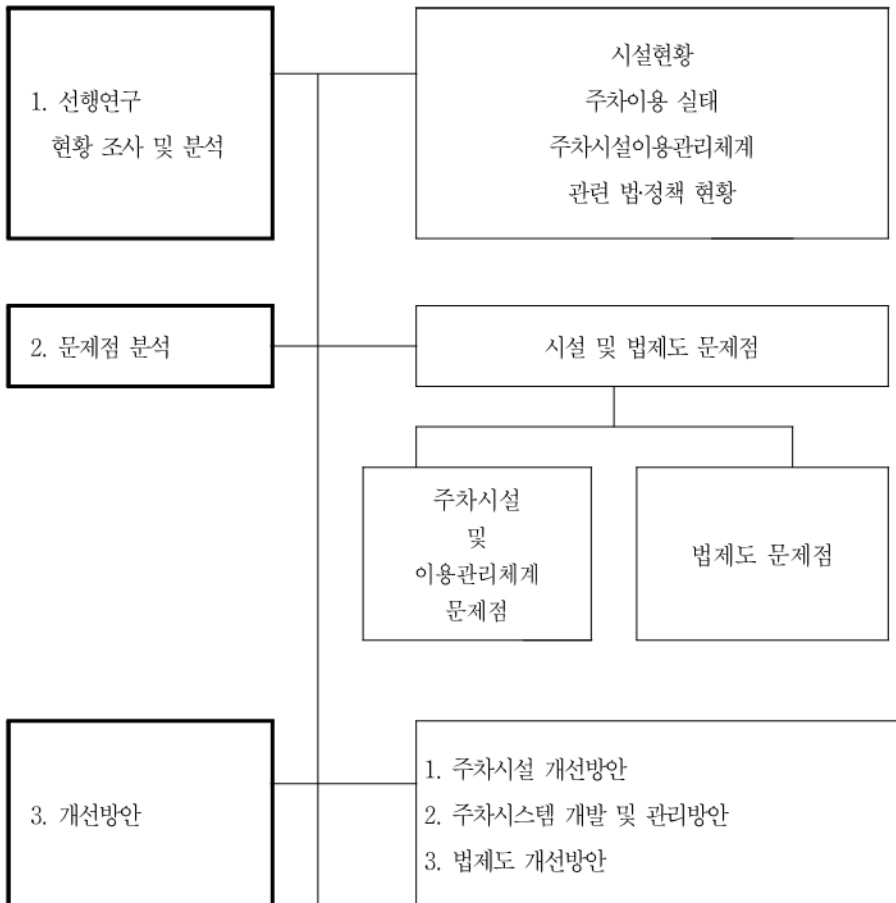 1. 선행연구
현황 조사 및 분석
시설현황
주차이용 실태
주차시설이용관리체계
관련 법·정책 현황
2. 문제점 분석
시설 및 법제도 문제점
주차시설
및
이용관리체계
문제점
법제도 문제점
3. 개선방안
1. 주차시설 개선방안
2. 주차시스템 개발 및 관리방안
3. 법제도 개선방안